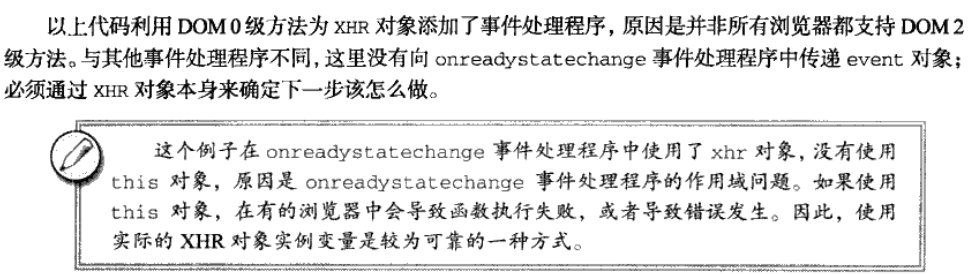 以上代码利用 DOM 0 级方法为 XHR 对象添加了事件处理程序，原因是并非所有浏览器都支持 DOM 2
级方法。与其他事件处理程序不同，这里没有向 onreadystatechange 事件处理程序中传递 event 对象；
必须通过 XHR 对象本身来确定下一步该怎么做。
这个例子在 onreadystatechange 事件处理程序中使用了 xhr 对象，没有使用
this 对象，原因是 onreadystatechange 事件处理程序的作用域问题。如果使用
this 对象，在有的浏览器中会导致函数执行失败，或者导致错误发生。因此，使用
实际的 XHR 对象实例变量是较为可靠的一种方式。